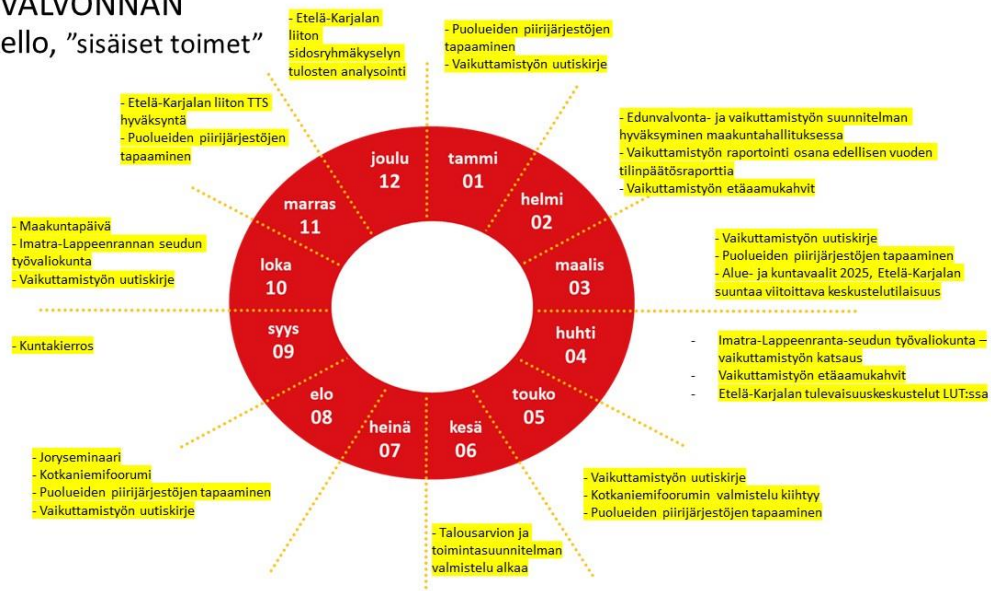 VALVONNAN
ello, "sisäiset toimet"
- Etelä-Karjalan
liiton
sidosryhmäkyselyn
tulosten analysointi
- Puolueiden piirijärjestöjen
tapaaminen
- Vaikuttamistyön uutiskirje
- Etelä-Karjalan liiton TTS
hyväksyntä
- Puolueiden piirijärjestöjen
tapaaminen
- Edunvalvonta- ja vaikuttamistyön suunnitelman
hyväksyminen maakuntahallituksessa
- Vaikuttamistyön raportointi osana edellisen vuoden
tilinpäätösraporttia
- Vaikuttamistyön etäaamukahvit
- Maakuntapäivä
- Imatra-Lappeenrannan seudun
työvaliokunta
- Vaikuttamistyön uutiskirje
- Vaikuttamistyön uutiskirje
- Puolueiden piirijärjestöjen tapaaminen
- Alue- ja kuntavaalit 2025, Etelä-Karjalan
suuntaa viitoittava keskustelutilaisuus
joulu
12
tammi
01
marras
11
helmi
02
loka
10
maalis
03
syys
09
huhti
04
elo
08
touko
05
heinä
07
kesä
06
- Kuntakierros
- Imatra-Lappeenranta-seudun työvaliokunta –
vaikuttamistyön katsaus
- Vaikuttamistyön etäaamukahvit
- Etelä-Karjalan tulevaisuuskeskustelut LUT:ssa
- Joryseminaari
- Kotkaniemifoorumi
- Puolueiden piirijärjestöjen tapaaminen
- Vaikuttamistyön uutiskirje
- Vaikuttamistyön uutiskirje
- Kotkaniemifoorumin valmistelu kiihtyy
- Puolueiden piirijärjestöjen tapaaminen
- Talousarvion ja
toimintasuunnitelman
valmistelu alkaa